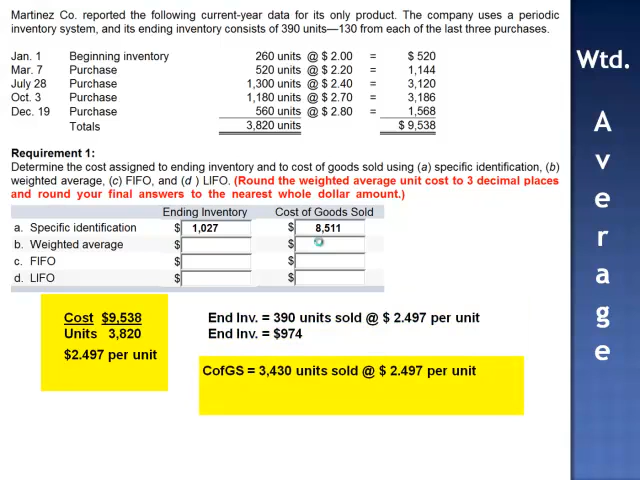 Martinez Co. reported the following current-year data for its only product. The company uses a periodic
inventory system, and its ending inventory consists of 390 units—130 from each of the last three purchases.
Jan. 1 Beginning inventory 260 units @ $ 2.00 = $ 520
Mar. 7 Purchase 520 units @ $ 2.20 = 1,144
July 28 Purchase 1,300 units @ $ 2.40 = 3,120
Oct. 3 Purchase 1,180 units @ $ 2.70 = 3,186
Dec. 19 Purchase 560 units @ $ 2.80 = 1,568
Totals 3,820 units $ 9,538
Requirement 1:
Determine the cost assigned to ending inventory and to cost of goods sold using (a) specific identification, (b)
weighted average, (c) FIFO, and (d ) LIFO. (Round the weighted average unit cost to 3 decimal places
and round your final answers to the nearest whole dollar amount.)
Ending Inventory Cost of Goods Sold
a. Specific identification $ 1,027 $ 8,511
b. Weighted average $ $
c. FIFO $ $
d. LIFO $ $
Cost $9,538
Units 3,820
$2.497 per unit
End Inv. = 390 units sold @ $ 2.497 per unit
End Inv. = $974
CofGS = 3,430 units sold @ $ 2.497 per unit
Wtd.
A
v
e
r
a
g
e